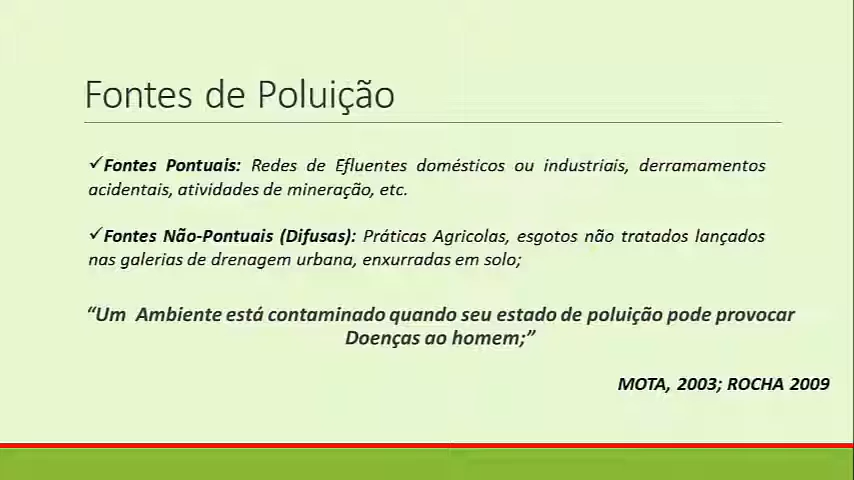 Fontes de Poluição
✓Fontes Pontuais: Redes de Efluentes domésticos ou industriais, derramamentos
acidentais, atividades de mineração, etc.
✓Fontes Não-Pontuais (Difusas): Práticas Agricolas, esgotos não tratados lançados
nas galerias de drenagem urbana, enxurradas em solo;
“Um Ambiente está contaminado quando seu estado de poluição pode provocar
Doenças ao homem;”
MOTA, 2003; ROCHA 2009